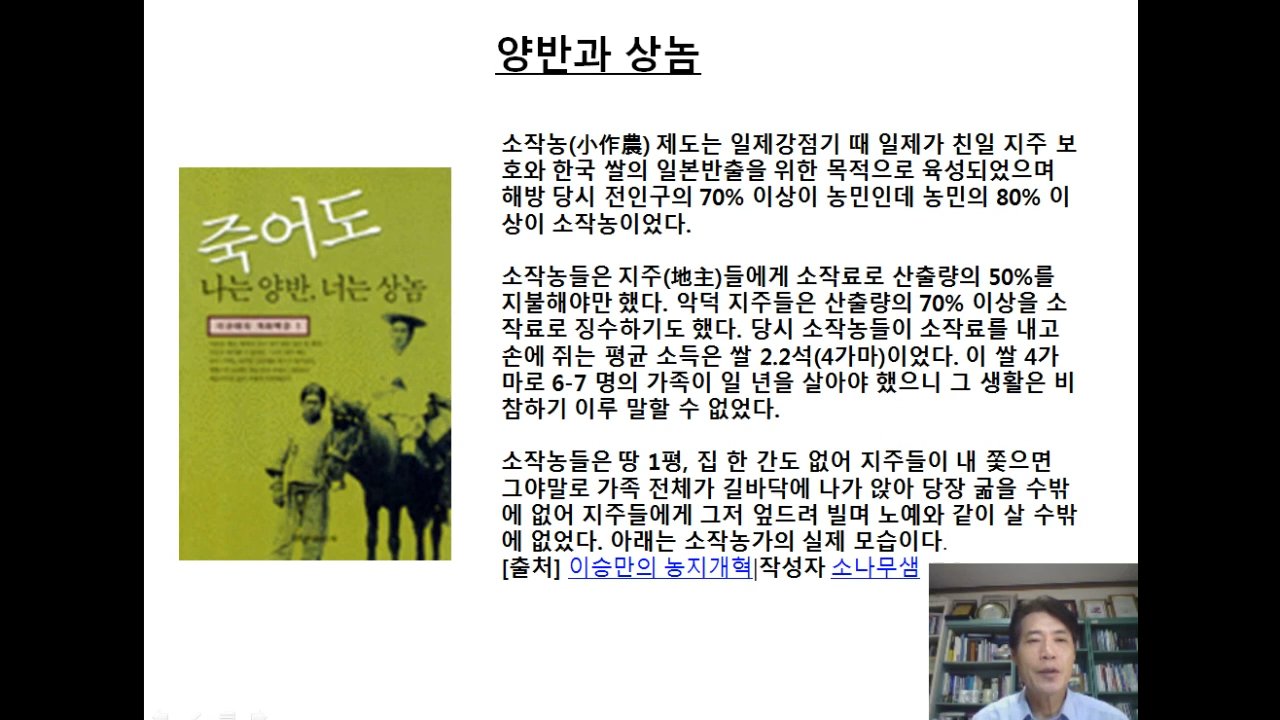 양반과 상놈
죽어도
나는 양반, 너는 상놈
소작농(小作農) 제도는 일제강점기 때 일제가 친일 지주 보
호와 한국 쌀의 일본반출을 위한 목적으로 육성되었으며
해방 당시 전인구의 70% 이상이 농민인데 농민의 80% 이
상이 소작농이었다.
소작농들은 지주(地主)들에게 소작료로 산출량의 50%를
지불해야만 했다. 악덕 지주들은 산출량의 70% 이상을 소
작료로 징수하기도 했다. 당시 소작농들이 소작료를 내고
손에 쥐는 평균 소득은 쌀 2.2석(4가마)이었다. 이 쌀 4가
마로 6-7 명의 가족이 일 년을 살아야 했으니 그 생활은 비
참하기 이루 말할 수 없었다.
소작농들은 땅 1평, 집 한 간도 없어 지주들이 내 쫓으면
그야말로 가족 전체가 길바닥에 나가 앉아 당장 굶을 수밖
에 없어 지주들에게 그저 엎드려 빌며 노예와 같이 살 수밖
에 없었다. 아래는 소작농가의 실제 모습이다.
[출처] 이승만의 농지개혁|작성자 소나무샘